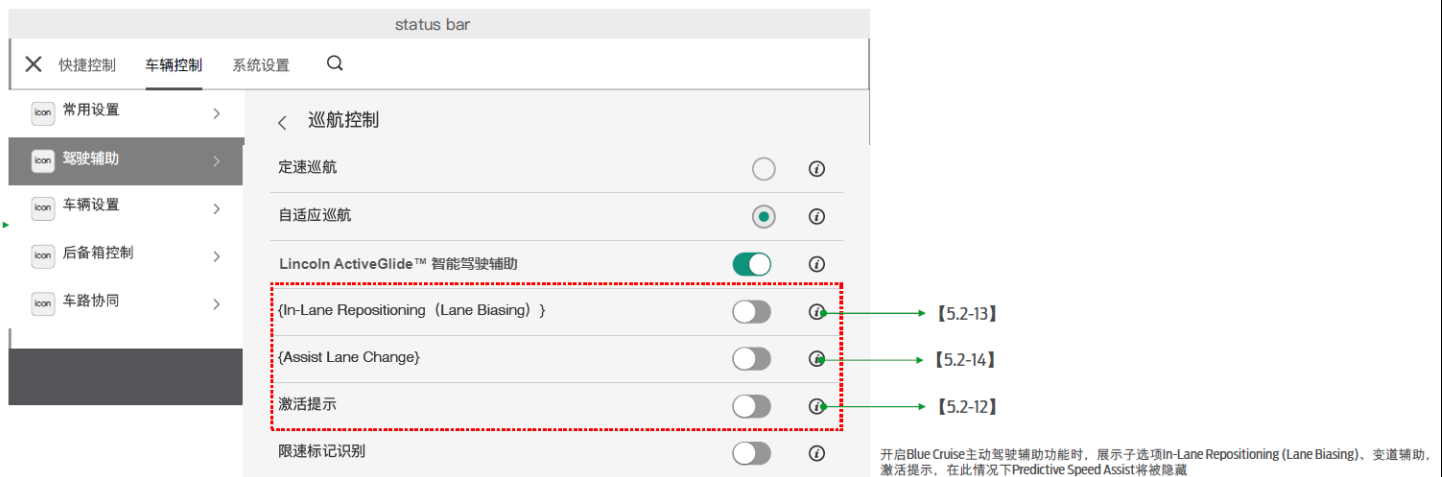 status bar
快捷控制 车辆控制 系统设置
icon 常用设置
icon 驾驶辅助
icon 车辆设置
icon 后备箱控制
icon 车路协同
巡航控制
定速巡航
自适应巡航
Lincoln ActiveGlide™ 智能驾驶辅助
{In-Lane Repositioning（Lane Biasing）} 【5.2-13】
{Assist Lane Change} 【5.2-14】
激活提示 【5.2-12】
限速标记识别
开启Blue Cruise主动驾驶辅助功能时，展示子选项In-Lane Repositioning (Lane Biasing)、变道辅助，
激活提示，在此情况下Predictive Speed Assist将被隐藏